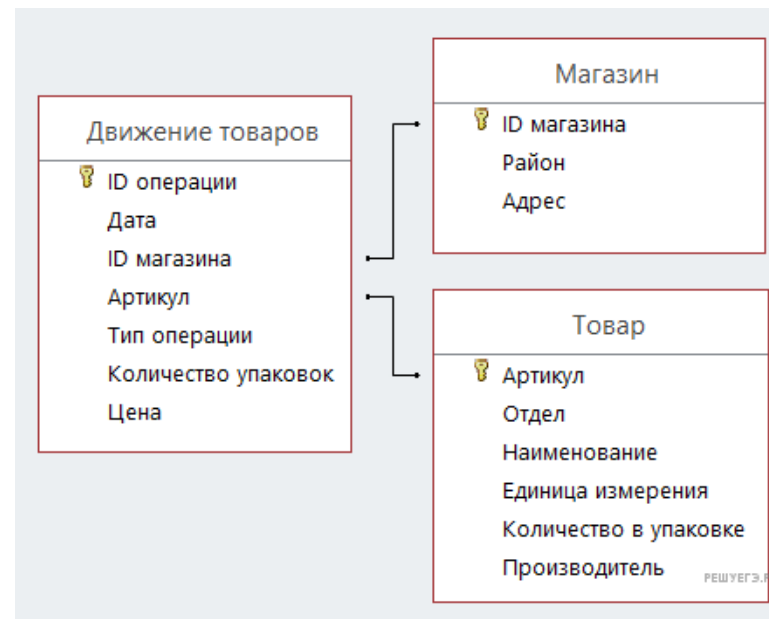 Движение товаров
ID операции
Дата
ID магазина
Артикул
Тип операции
Количество упаковок
Цена
Магазин
ID магазина
Район
Адрес
Товар
Артикул
Отдел
Наименование
Единица измерения
Количество в упаковке
Производитель